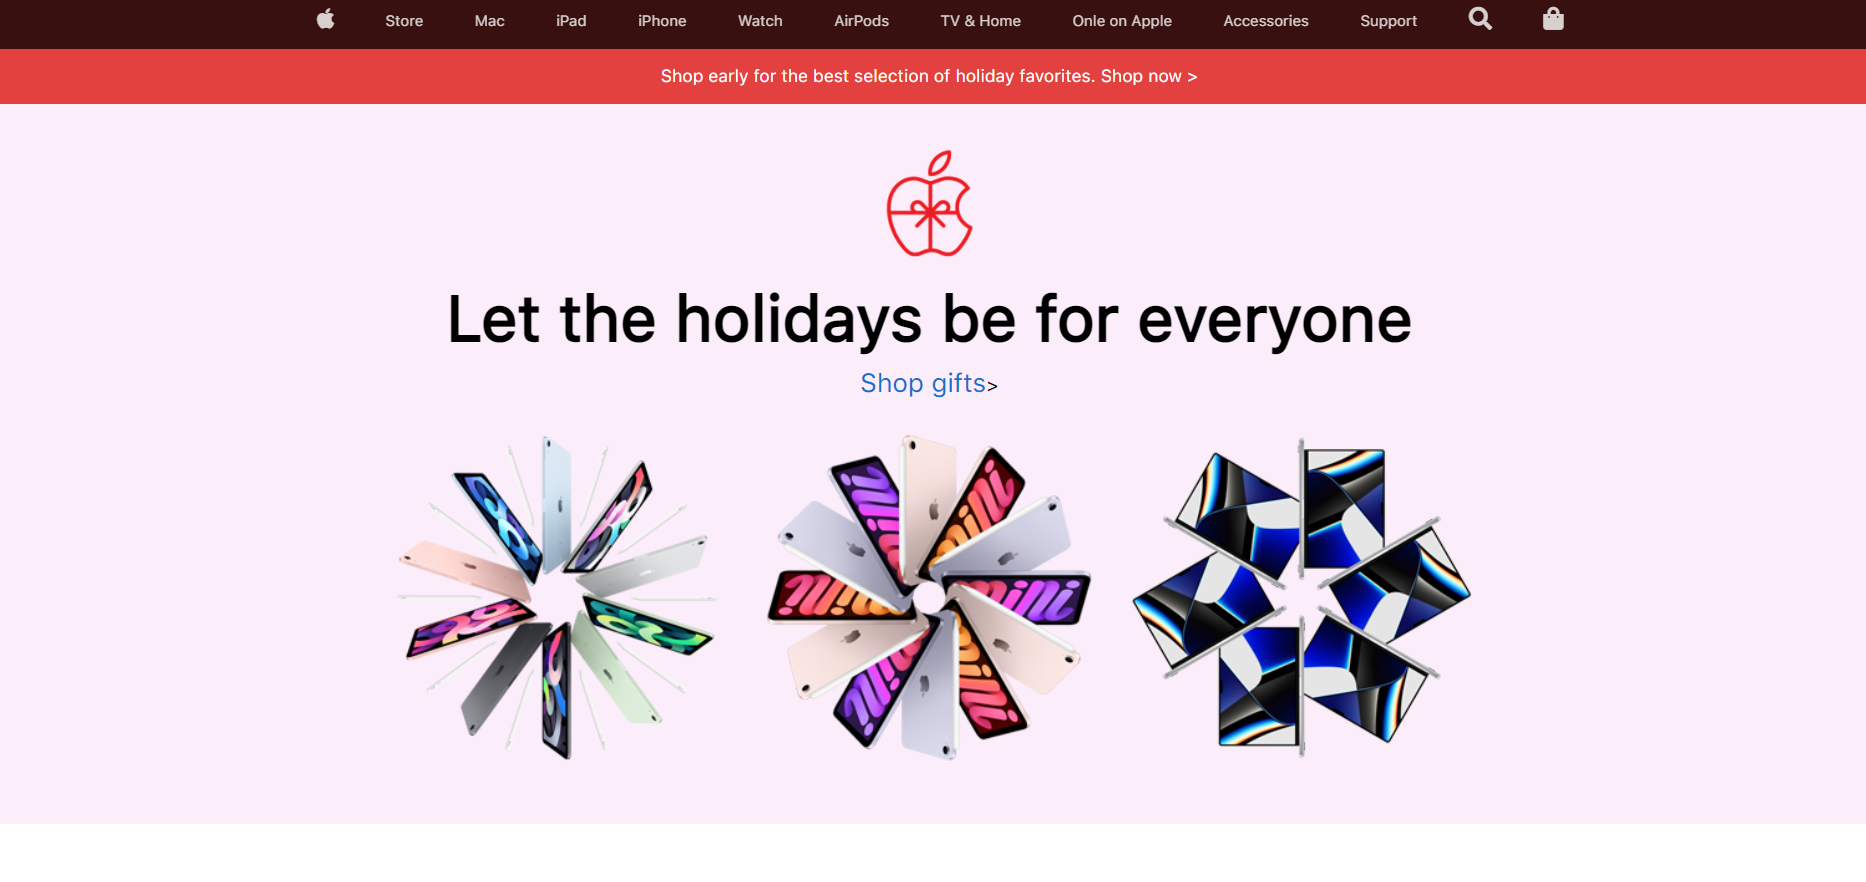 Store Mac iPad iPhone Watch AirPods TV & Home Onle on Apple Accessories Support
Shop early for the best selection of holiday favorites. Shop now >
Let the holidays be for everyone
Shop gifts>